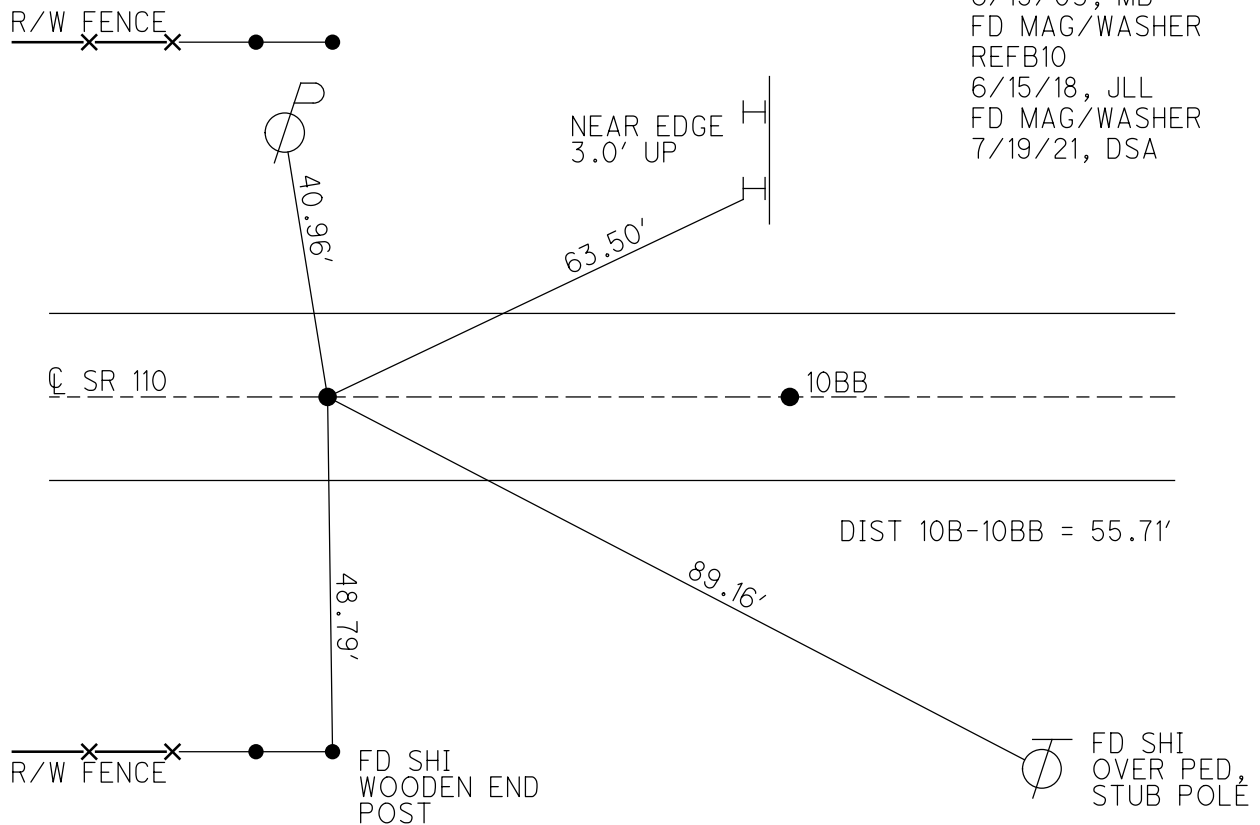 R/W FENCE
FD MAG/WASHER
REFB10
6/15/18, JLL
FD MAG/WASHER
7/19/21, DSA
NEAR EDGE
3.0' UP
40.96'
63.50'
℄ SR 110
10BB
DIST 10B-10BB = 55.71'
89.16'
48.79'
R/W FENCE
FD SHI
WOODEN END
POST
FD SHI
OVER PED,
STUB POLE